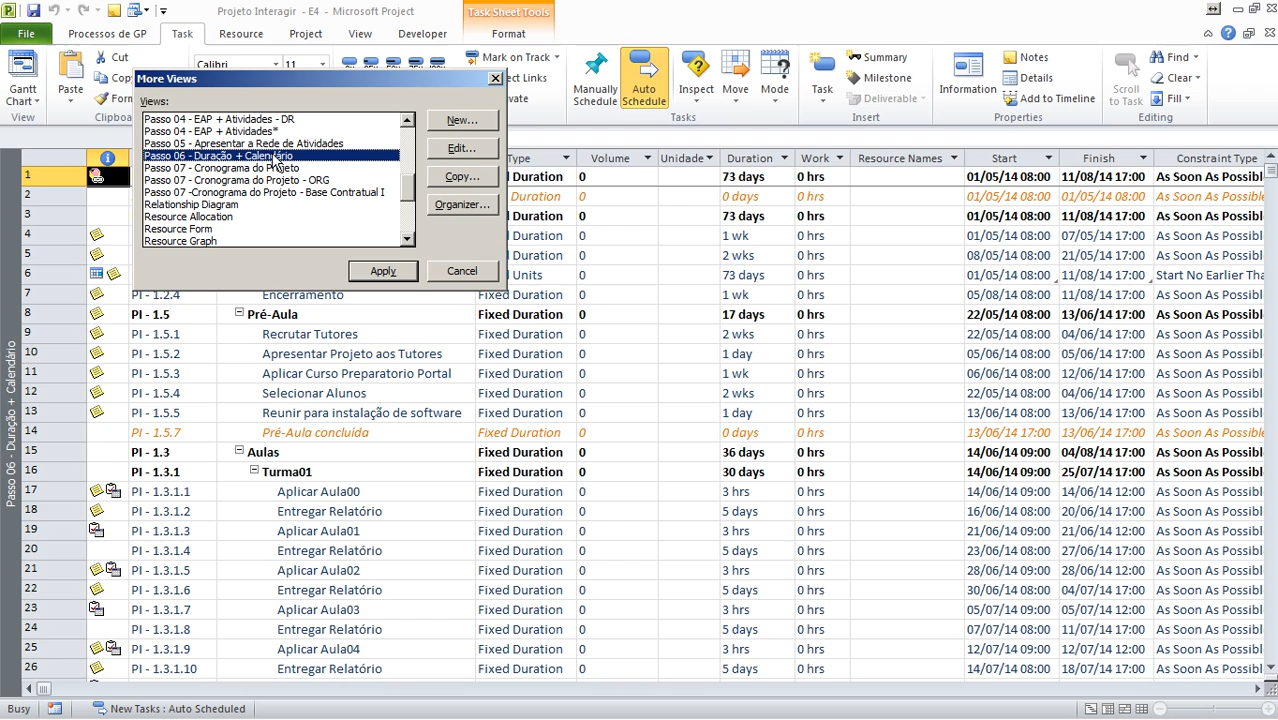 Projeto Interagir - E4 - Microsoft Project
Task Sheet Tools
File Processos de GP Task Resource Project View Developer Format
Gantt Chart
View
Paste
Cut
Copy
Calibri 11
Mark on Track
Manually Schedule
Auto Schedule
Inspect
Move
Mode
Tasks
Task
Summary
Milestone
Deliverable
Insert
Information
Notes
Details
Add to Timeline
Properties
Scroll to Task
Find
Clear
Fill
Editing
More Views
Views:
Passo 04 - EAP + Atividades - DR
Passo 04 - EAP + Atividades*
Passo 05 - Apresentar a Rede de Atividades
Passo 06 - Duração + Calendário
Passo 07 - Cronograma do Projeto
Passo 07 - Cronograma do Projeto - ORG
Passo 07 -Cronograma do Projeto - Base Contratual I
Relationship Diagram
Resource Allocation
Resource Form
Resource Graph
New...
Edit...
Copy...
Organizer...
Apply
Cancel
Type Volume Unidade Duration Work Resource Names Start Finish Constraint Type
1 Duration 0 73 days 0 hrs 01/05/14 08:00 11/08/14 17:00 As Soon As Possibl
2 Duration 0 0 days 0 hrs 01/05/14 08:00 01/05/14 08:00 As Soon As Possible
3 Duration 0 73 days 0 hrs 01/05/14 08:00 11/08/14 17:00 As Soon As Possibl
4 Duration 0 1 wk 0 hrs 01/05/14 08:00 07/05/14 17:00 As Soon As Possible
5 Duration 0 2 wks 0 hrs 08/05/14 08:00 21/05/14 17:00 As Soon As Possible
6 Units 0 73 days 0 hrs 01/05/14 08:00 11/08/14 17:00 Start No Earlier Tha
7 PI - 1.2.4 Encerramento Fixed Duration 0 1 wk 0 hrs 05/08/14 08:00 11/08/14 17:00 As Soon As Possible
8 PI - 1.5 Pré-Aula Fixed Duration 0 17 days 0 hrs 22/05/14 08:00 13/06/14 17:00 As Soon As Possibl
9 PI - 1.5.1 Recrutar Tutores Fixed Duration 0 2 wks 0 hrs 22/05/14 08:00 04/06/14 17:00 As Soon As Possible
10 PI - 1.5.2 Apresentar Projeto aos Tutores Fixed Duration 0 1 day 0 hrs 05/06/14 08:00 05/06/14 17:00 As Soon As Possible
11 PI - 1.5.3 Aplicar Curso Preparatorio Portal Fixed Duration 0 5 days 0 hrs 06/06/14 08:00 12/06/14 17:00 As Soon As Possible
12 PI - 1.5.4 Selecionar Alunos Fixed Duration 0 2 wks 0 hrs 22/05/14 08:00 04/06/14 17:00 As Soon As Possible
13 PI - 1.5.5 Reunir para instalação de software Fixed Duration 0 1 day 0 hrs 13/06/14 08:00 13/06/14 17:00 As Soon As Possible
14 PI - 1.5.7 Pré-Aula concluída Fixed Duration 0 0 days 0 hrs 13/06/14 17:00 13/06/14 17:00 As Soon As Possible
15 PI - 1.3 Aulas Fixed Duration 0 36 days 0 hrs 14/06/14 09:00 04/08/14 17:00 As Soon As Possibl
16 PI - 1.3.1 Turma01 Fixed Duration 0 30 days 0 hrs 14/06/14 09:00 25/07/14 17:00 As Soon As Possibl
17 PI - 1.3.1.1 Aplicar Aula00 Fixed Duration 0 3 hrs 0 hrs 14/06/14 09:00 14/06/14 12:00 As Soon As Possible
18 PI - 1.3.1.2 Entregar Relatório Fixed Duration 0 5 days 0 hrs 16/06/14 08:00 20/06/14 17:00 As Soon As Possible
19 PI - 1.3.1.3 Aplicar Aula01 Fixed Duration 0 3 hrs 0 hrs 21/06/14 09:00 21/06/14 12:00 As Soon As Possible
20 PI - 1.3.1.4 Entregar Relatório Fixed Duration 0 5 days 0 hrs 23/06/14 08:00 27/06/14 17:00 As Soon As Possible
21 PI - 1.3.1.5 Aplicar Aula02 Fixed Duration 0 3 hrs 0 hrs 28/06/14 09:00 28/06/14 12:00 As Soon As Possible
22 PI - 1.3.1.6 Entregar Relatório Fixed Duration 0 5 days 0 hrs 30/06/14 08:00 04/07/14 17:00 As Soon As Possible
23 PI - 1.3.1.7 Aplicar Aula03 Fixed Duration 0 3 hrs 0 hrs 05/07/14 09:00 05/07/14 12:00 As Soon As Possible
24 PI - 1.3.1.8 Entregar Relatório Fixed Duration 0 5 days 0 hrs 07/07/14 08:00 11/07/14 17:00 As Soon As Possible
25 PI - 1.3.1.9 Aplicar Aula04 Fixed Duration 0 3 hrs 0 hrs 12/07/14 09:00 12/07/14 12:00 As Soon As Possible
26 PI - 1.3.1.10 Entregar Relatório Fixed Duration 0 5 days 0 hrs 14/07/14 08:00 18/07/14 17:00 As Soon As Possible
Passo 06 - Duração + Calendário
Busy New Tasks : Auto Scheduled